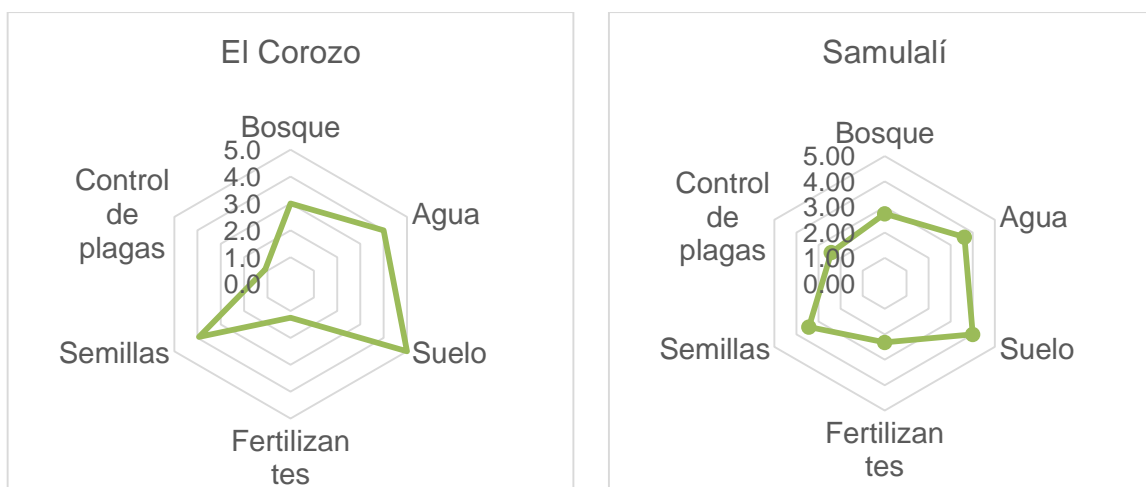 El Corozo
Bosque
5.0
4.0
3.0
2.0
1.0
0.0
Control
de
plagas
Agua
Semillas
Suelo
Fertilizan
tes
Samulalí
Bosque
5.00
4.00
3.00
2.00
1.00
0.00
Control
de
plagas
Agua
Semillas
Suelo
Fertilizan
tes